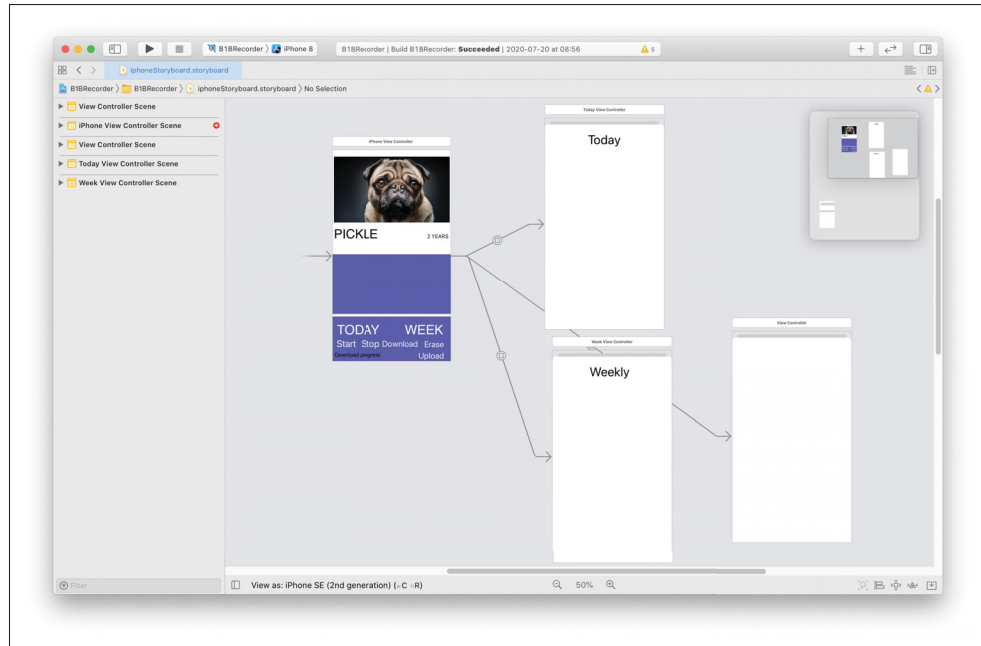 B1BRecorder 〉 iPhone 8
B1BRecorder | Build B1BRecorder: Succeeded | 2020-07-20 at 08:56
5
iphoneStoryboard.storyboard
B1BRecorder 〉 B1BRecorder 〉 iphoneStoryboard.storyboard 〉 No Selection
View Controller Scene
iPhone View Controller Scene
View Controller Scene
Today View Controller Scene
Week View Controller Scene
iPhone View Controller
PICKLE
2 YEARS
TODAY WEEK
Start Stop Download Erase
Download progress Upload
Today View Controller
Today
Week View Controller
Weekly
View Controller
Filter
View as: iPhone SE (2nd generation) (wC hR)
50%